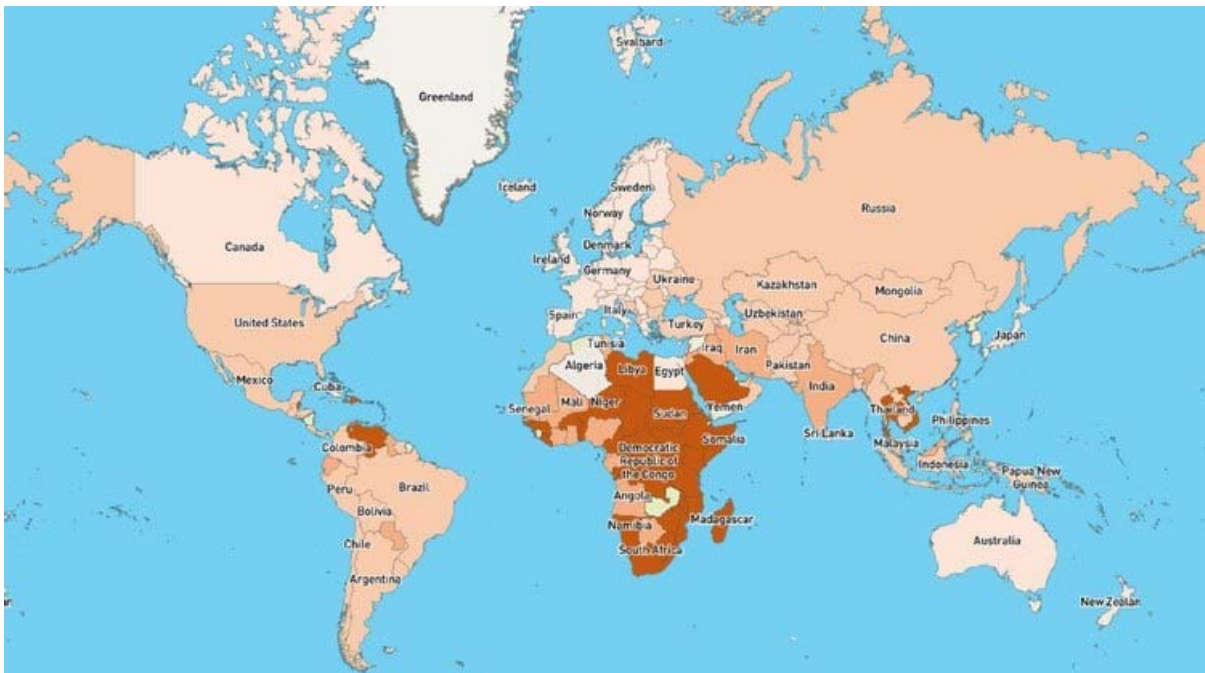 Svalbard
Greenland
Iceland
Sweden
Norway
Russia
Denmark
Canada
Ireland
Germany
Ukraine
Kazakhstan
Mongolia
Spain
Italy
Uzbekistan
United States
Turkey
China
Japan
Tunisia
Iraq
Iran
Algeria
Libya
Egypt
Pakistan
Mexico
Cuba
India
Senegal
Mali
Niger
Sudan
Yemen
Thailand
Philippines
Colombia
Somalia
Sri Lanka
Malaysia
Democratic
Republic of
the Congo
Indonesia
Papua New
Guinea
Peru
Brazil
Angola
Bolivia
Namibia
Madagascar
Chile
South Africa
Australia
Argentina
New Zealan